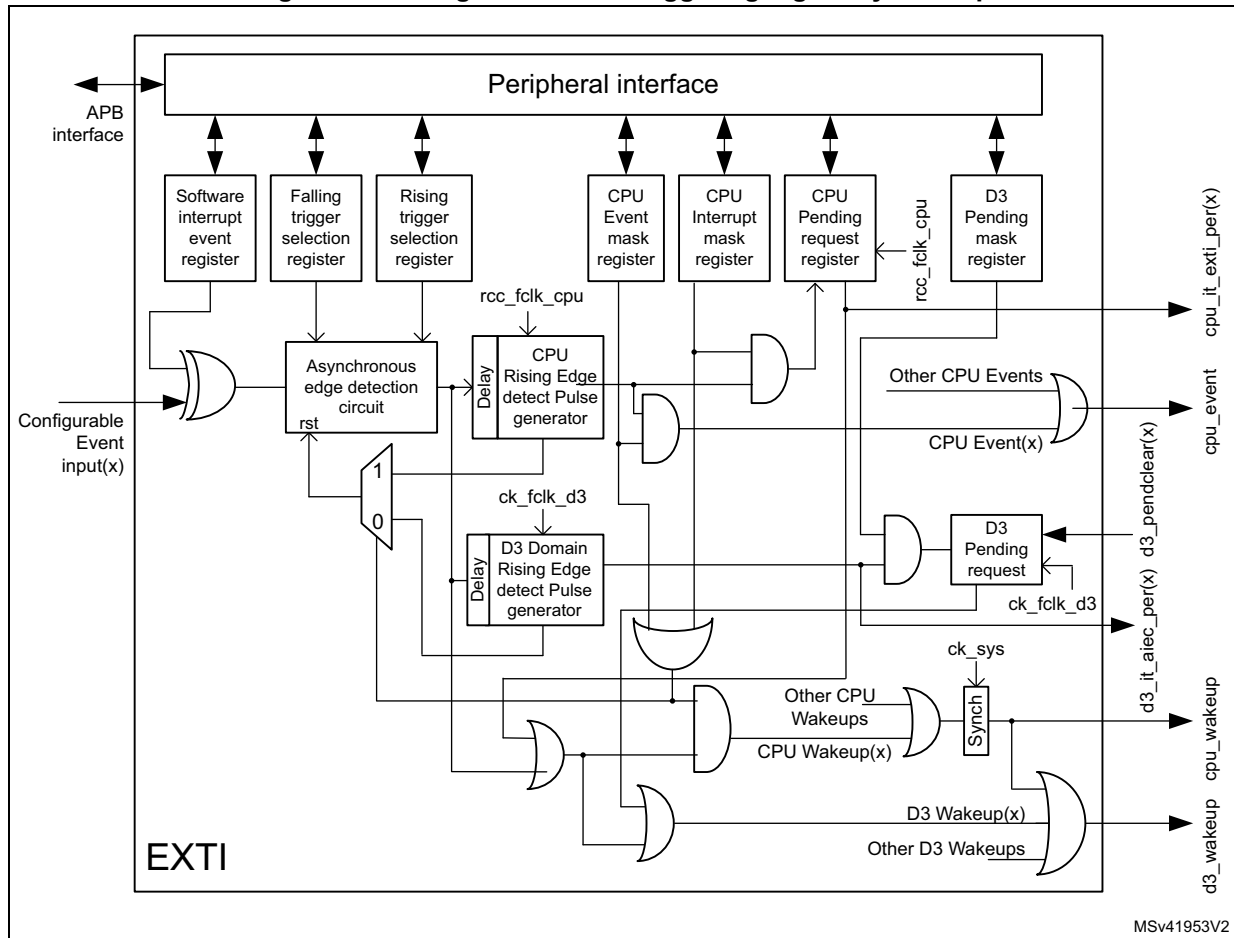 Peripheral interface
APB
interface
Software
interrupt
event
register
Falling
trigger
selection
register
Rising
trigger
selection
register
CPU
Event
mask
register
CPU
Interrupt
mask
register
CPU
Pending
request
register
D3
Pending
mask
register
rcc_fclk_cpu
cpu_it_exti_per(x)
rcc_fclk_cpu
Asynchronous
edge detection
circuit
rst
Delay
CPU
Rising Edge
detect Pulse
generator
Configurable
Event
input(x)
Other CPU Events
CPU Event(x)
cpu_event
1
0
ck_fclk_d3
Delay
D3 Domain
Rising Edge
detect Pulse
generator
D3
Pending
request
d3_pendclear(x)
ck_fclk_d3
d3_it_aiec_per(x)
ck_sys
Other CPU
Wakeups
CPU Wakeup(x)
Synch
cpu_wakeup
D3 Wakeup(x)
Other D3 Wakeups
d3_wakeup
EXTI
MSv41953V2